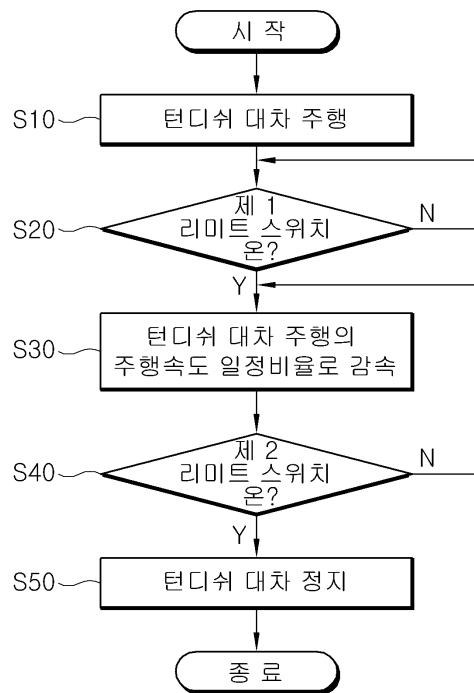 시 작
S10
턴디쉬 대차 주행
S20
제 1
리미트 스위치
온?
N
Y
S30
턴디쉬 대차 주행의
주행속도 일정비율로 감속
S40
제 2
리미트 스위치
온?
N
Y
S50
턴디쉬 대차 정지
종 료